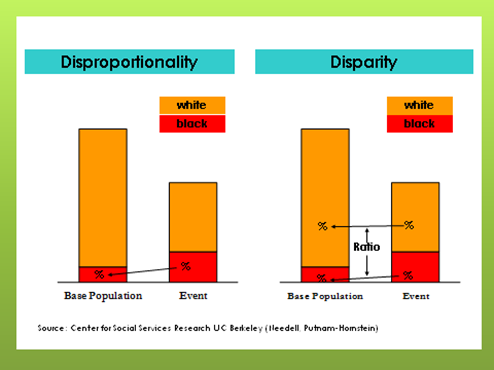 Disproportionality
Disparity
white
black
white
black
%
%
%
%
Ratio
%
%
Base Population
Event
Base Population
Event
Source: Center for Social Services Research UC Berkeley (Needell, Putnam-Hornstein)